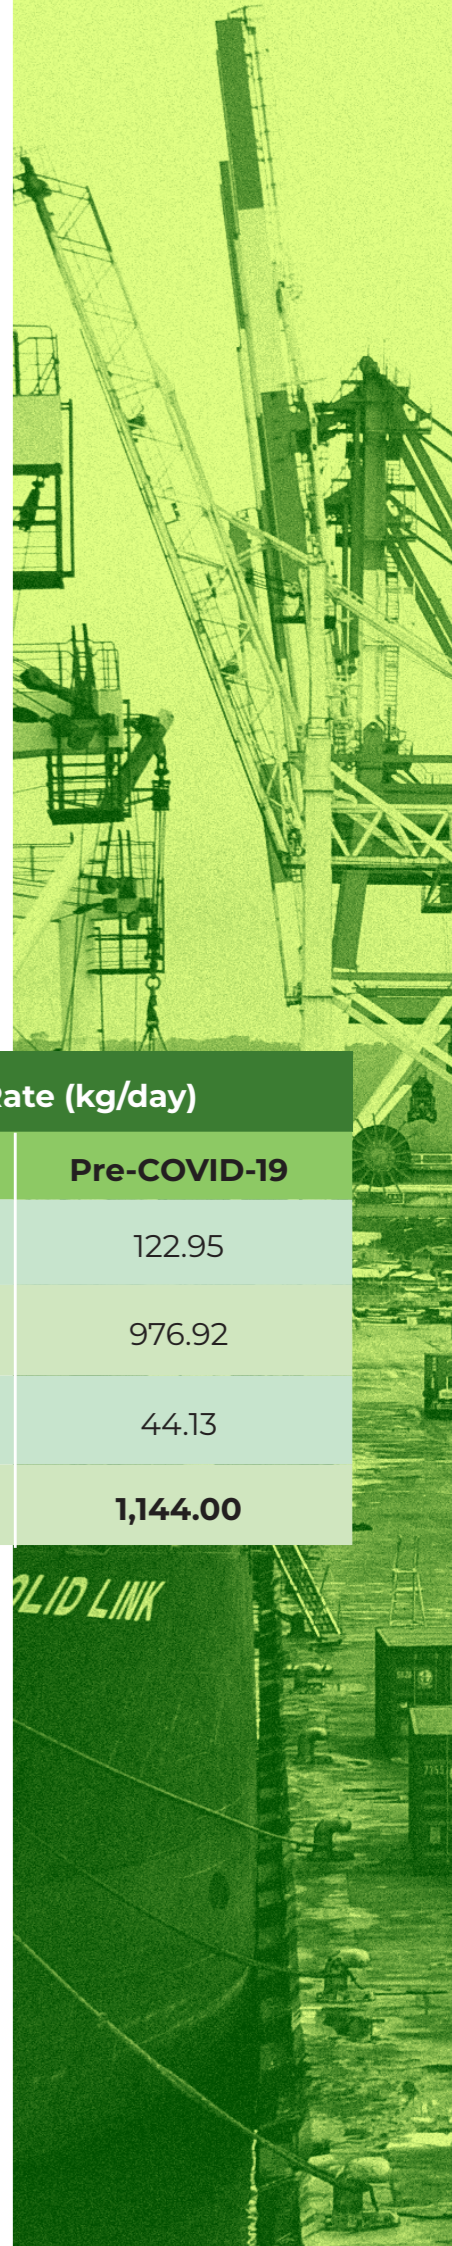 ate (kg/day)
Pre-COVID-19
122.95
976.92
44.13
1,144.00
OLID LINK